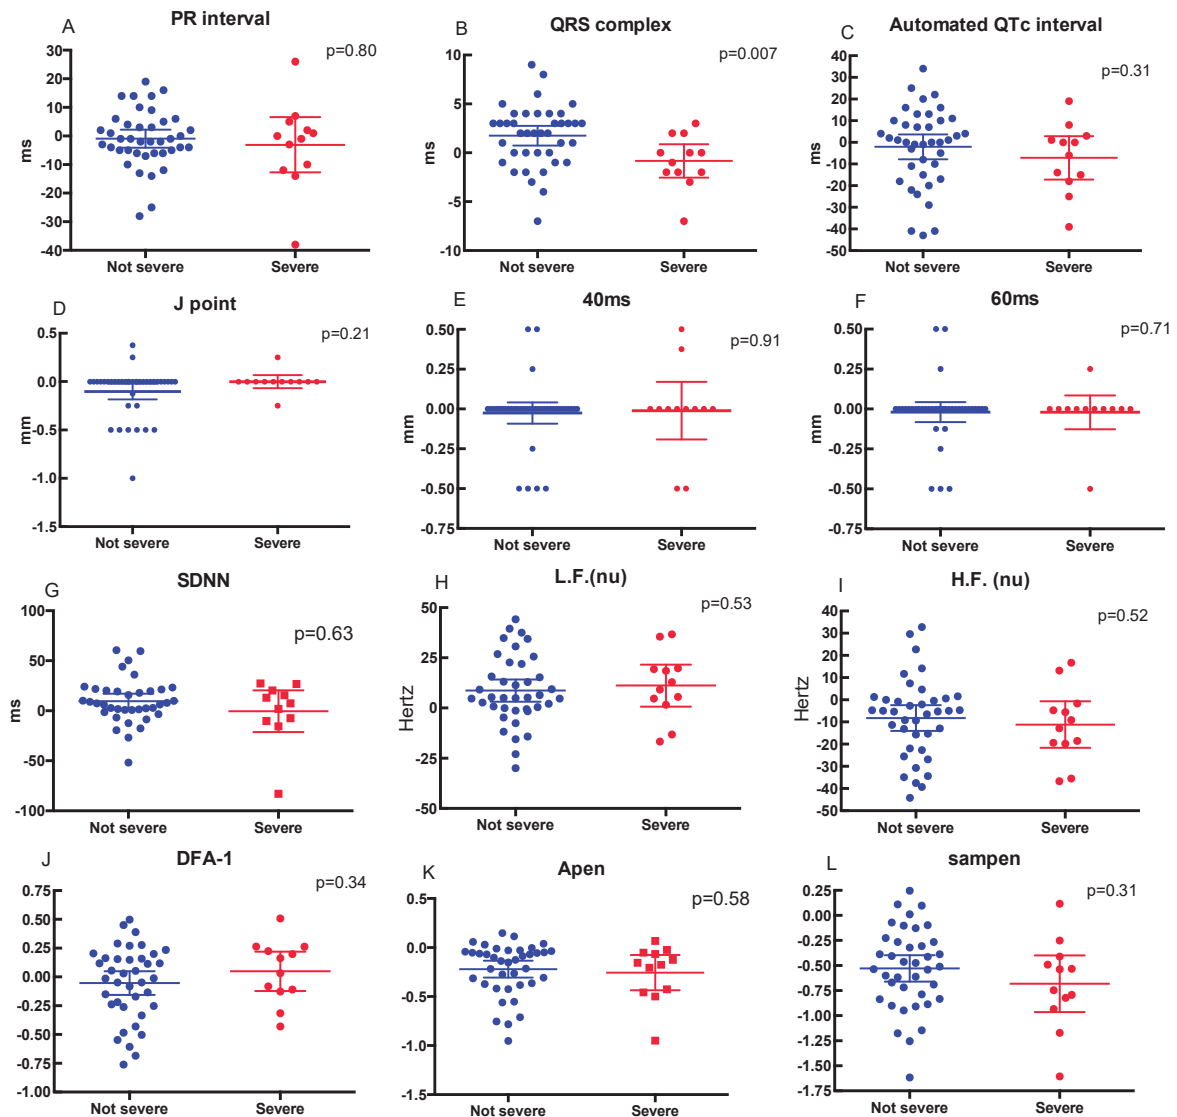 A PR interval
p=0.80
ms
30
20
10
0
-10
-20
-30
-40
Not severe Severe
B QRS complex
p=0.007
ms
10
5
0
-5
-10
Not severe Severe
C Automated QTc interval
p=0.31
ms
50
40
30
20
10
0
-10
-20
-30
-40
-50
Not severe Severe
D J point
p=0.21
mm
0.5
0.0
-0.5
-1.0
-1.5
Not severe Severe
E 40ms
p=0.91
mm
0.50
0.25
0.00
-0.25
-0.50
-0.75
Not severe Severe
F 60ms
p=0.71
mm
0.50
0.25
0.00
-0.25
-0.50
-0.75
Not severe Severe
G SDNN
p=0.63
ms
100
50
0
-50
-100
Not severe Severe
H L.F.(nu)
p=0.53
Hertz
50
25
0
-25
-50
Not severe Severe
I H.F. (nu)
p=0.52
Hertz
40
30
20
10
0
-10
-20
-30
-40
-50
Not severe Severe
J DFA-1
p=0.34
0.75
0.50
0.25
0.00
-0.25
-0.50
-0.75
-1.00
Not severe Severe
K Apen
p=0.58
0.5
0.0
-0.5
-1.0
-1.5
Not severe Severe
L sampen
p=0.31
0.25
0.00
-0.25
-0.50
-0.75
-1.00
-1.25
-1.50
-1.75
Not severe Severe